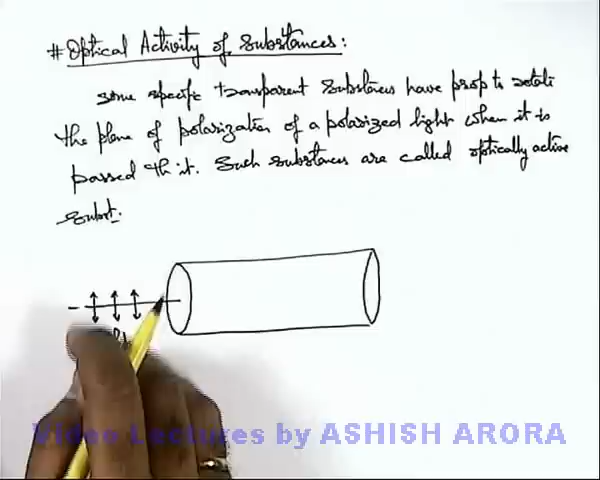 # Optical Activity of Substances:
Some specific transparent substances have prop to rotate
the plane of polarization of a polarized light when it is
passed th it. Such substances are called optically active
subst.
Video Lectures by ASHISH ARORA